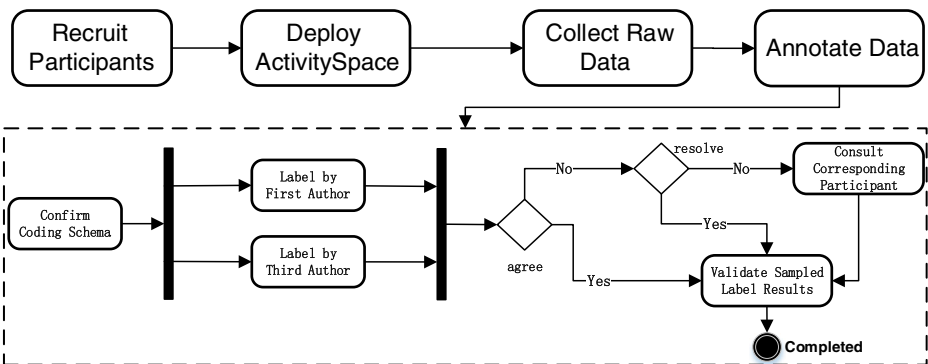 Recruit
Participants
Deploy
ActivitySpace
Collect Raw
Data
Annotate Data
Confirm
Coding Schema
Label by
First Author
Label by
Third Author
agree
No
Yes
resolve
No
Yes
Consult
Corresponding
Participant
Validate Sampled
Label Results
Completed